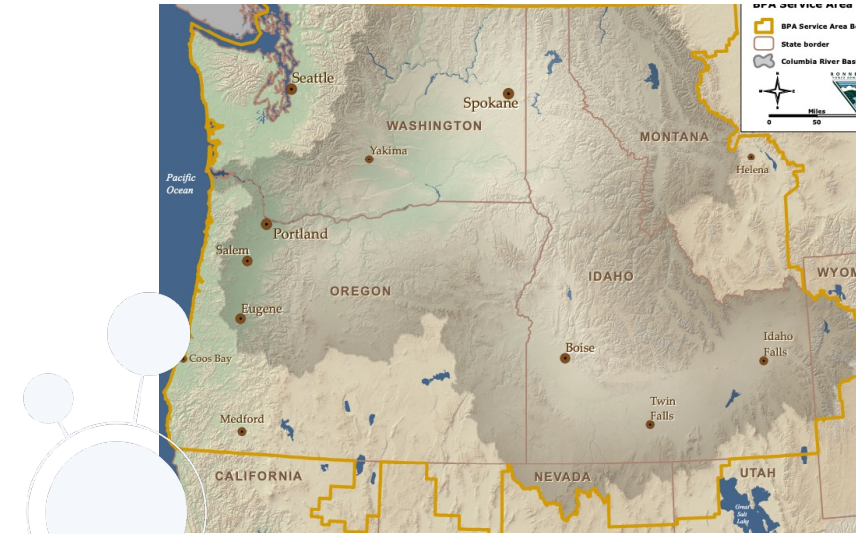 BPA Service Area
BPA Service Area Bo
State border
Columbia River Bas
Miles
0 50
Seattle
Spokane
WASHINGTON
MONTANA
Yakima
Helena
Pacific
Ocean
Portland
Salem
WYOM
IDAHO
OREGON
Eugene
Idaho
Falls
Boise
Coos Bay
Twin
Falls
Medford
CALIFORNIA
NEVADA
UTAH
Great
Salt
Lake